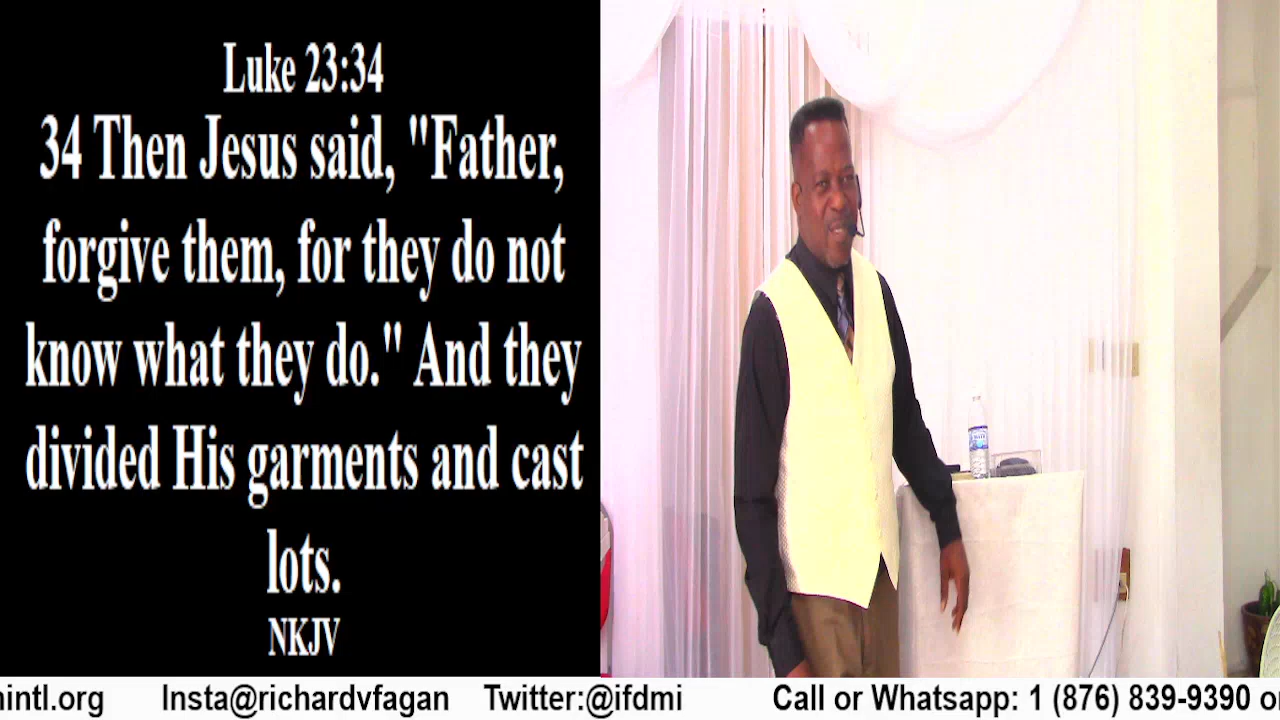 Luke 23:34
34 Then Jesus said, "Father,
forgive them, for they do not
know what they do." And they
divided His garments and cast
lots.
NKJV
nintl.org Insta@richardvfagan Twitter:@ifdmi Call or Whatsapp: 1 (876) 839-9390 o